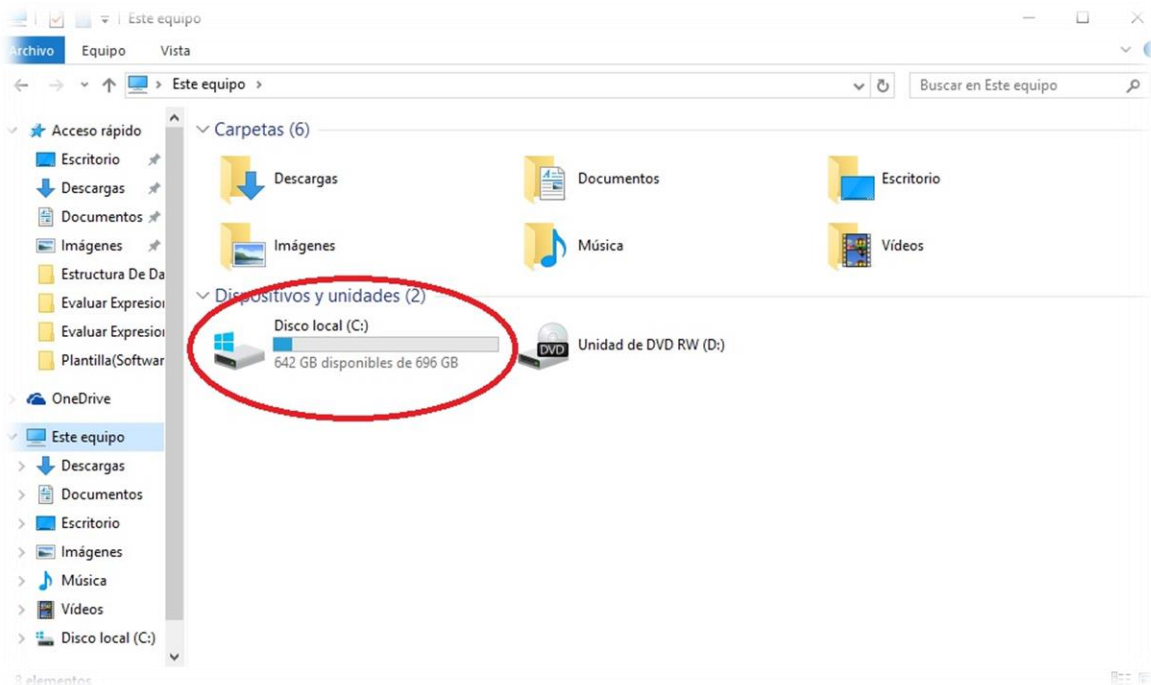 Este equipo
Archivo Equipo Vista
Este equipo
Buscar en Este equipo
Acceso rápido
Escritorio
Descargas
Documentos
Imágenes
Estructura De Da
Evaluar Expresion
Evaluar Expresion
Plantilla(Softwar
OneDrive
Este equipo
Descargas
Documentos
Escritorio
Imágenes
Música
Vídeos
Disco local (C:)
Carpetas (6)
Descargas
Documentos
Escritorio
Imágenes
Música
Vídeos
Dispositivos y unidades (2)
Disco local (C:)
642 GB disponibles de 696 GB
DVD
Unidad de DVD RW (D:)
8 elementos